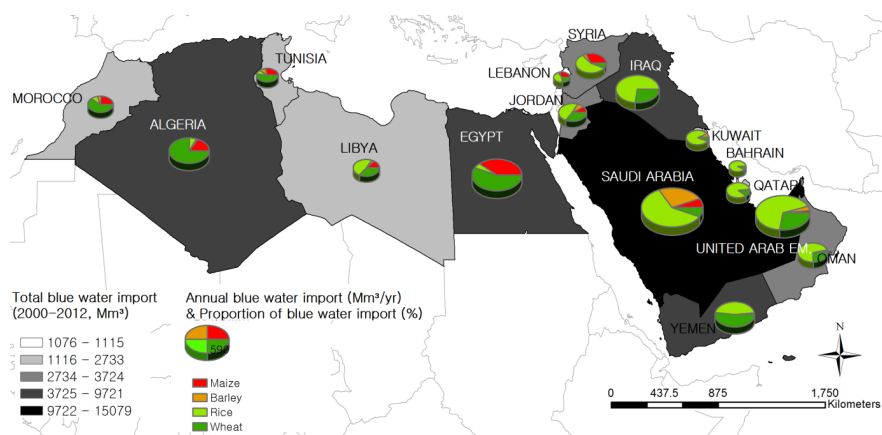 SYRIA
TUNISIA
LEBANON
IRAQ
MOROCCO
JORDAN
ALGERIA
LIBYA
EGYPT
KUWAIT
BAHRAIN
SAUDI ARABIA
QATAR
UNITED ARAB EM.
OMAN
YEMEN
Total blue water import
(2000-2012, Mm³)
1076 - 1115
1116 - 2733
2734 - 3724
3725 - 9721
9722 - 15079
Annual blue water import (Mm³/yr)
& Proportion of blue water import (%)
Maize
Barley
Rice
Wheat
N
0 437.5 875 1,750
Kilometers